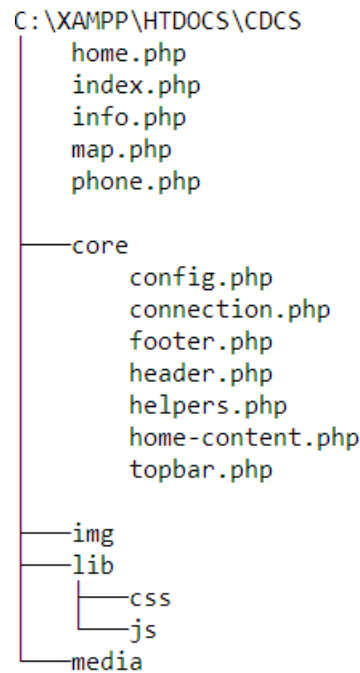 C:\XAMPP\HTDOCS\CDCS
home.php
index.php
info.php
map.php
phone.php
core
config.php
connection.php
footer.php
header.php
helpers.php
home-content.php
topbar.php
img
lib
css
js
media